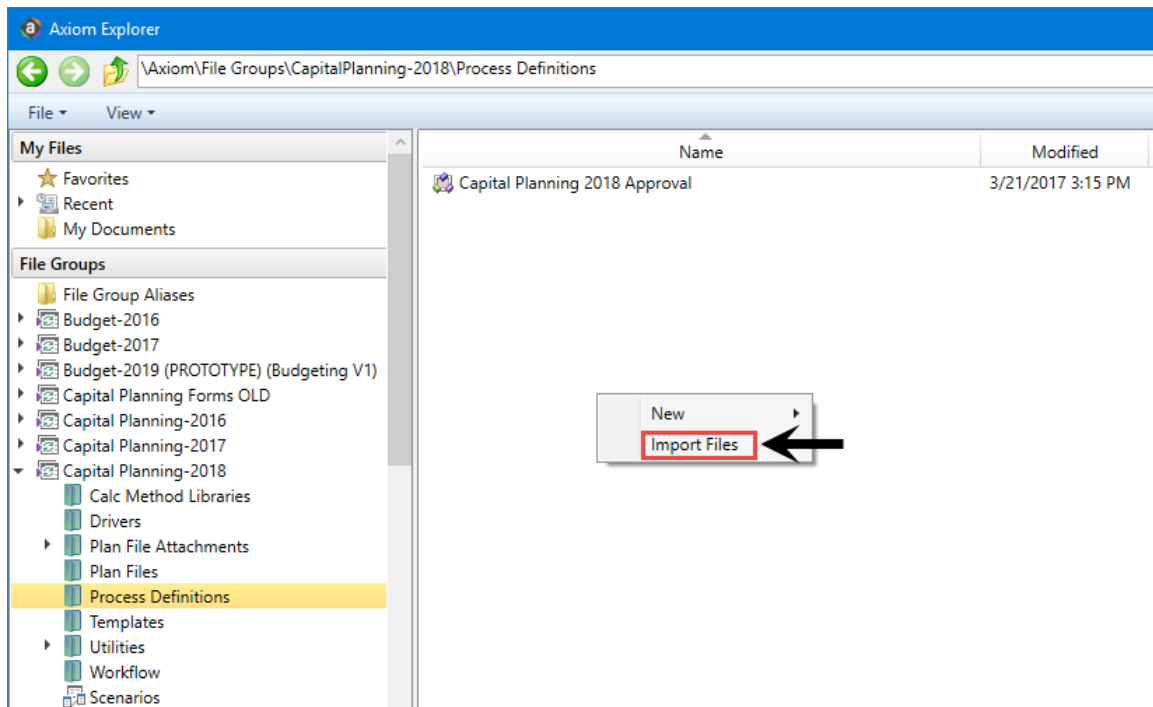 Axiom Explorer
\Axiom\File Groups\CapitalPlanning-2018\Process Definitions
File View
My Files
Favorites
Recent
My Documents
File Groups
File Group Aliases
Budget-2016
Budget-2017
Budget-2019 (PROTOTYPE) (Budgeting V1)
Capital Planning Forms OLD
Capital Planning-2016
Capital Planning-2017
Capital Planning-2018
Calc Method Libraries
Drivers
Plan File Attachments
Plan Files
Process Definitions
Templates
Utilities
Workflow
Scenarios
Name Modified
Capital Planning 2018 Approval 3/21/2017 3:15 PM
New
Import Files